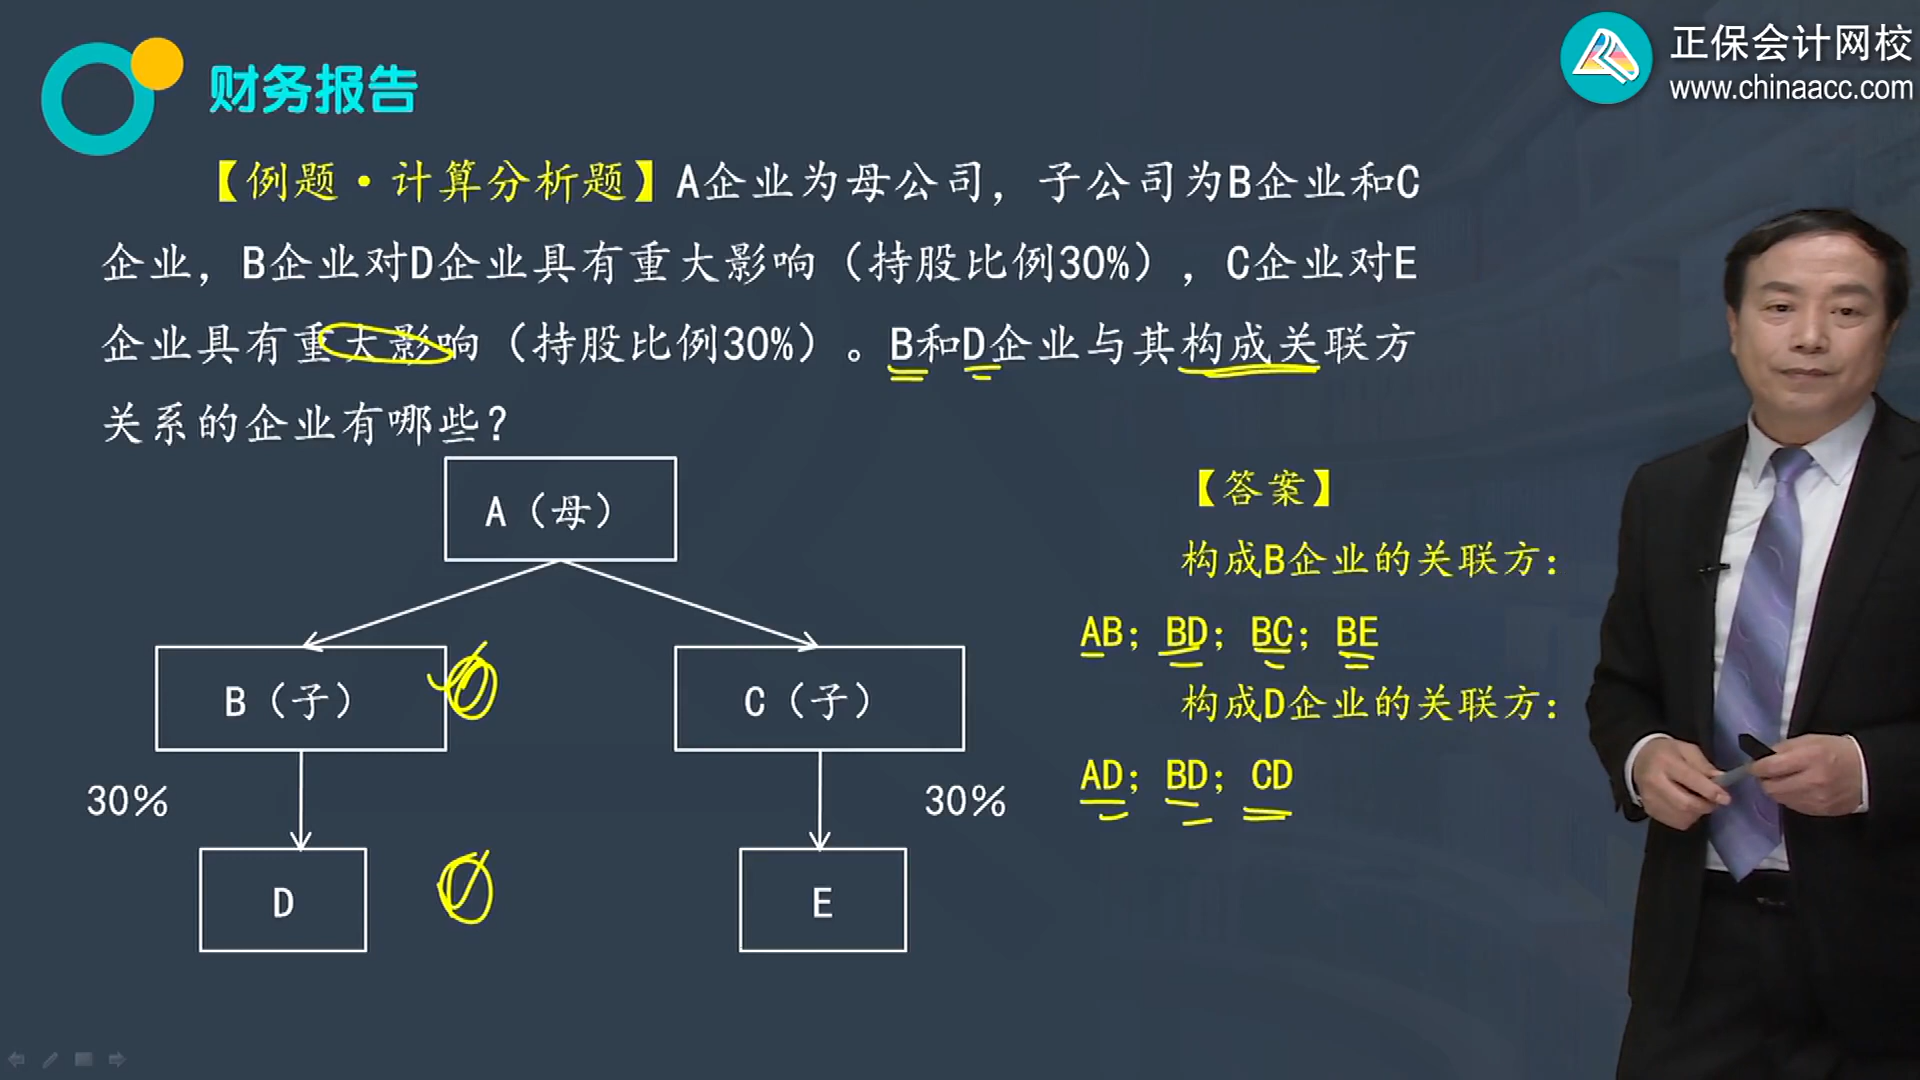 正保会计网校
www.chinaacc.com
财务报告
【例题·计算分析题】A企业为母公司，子公司为B企业和C
企业，B企业对D企业具有重大影响（持股比例30%），C企业对E
企业具有重大影响（持股比例30%）。B和D企业与其构成关联方
关系的企业有哪些？
A（母）
B（子）
C（子）
30%
30%
D
E
【答案】
构成B企业的关联方：
AB；BD；BC；BE
构成D企业的关联方：
AD；BD；CD